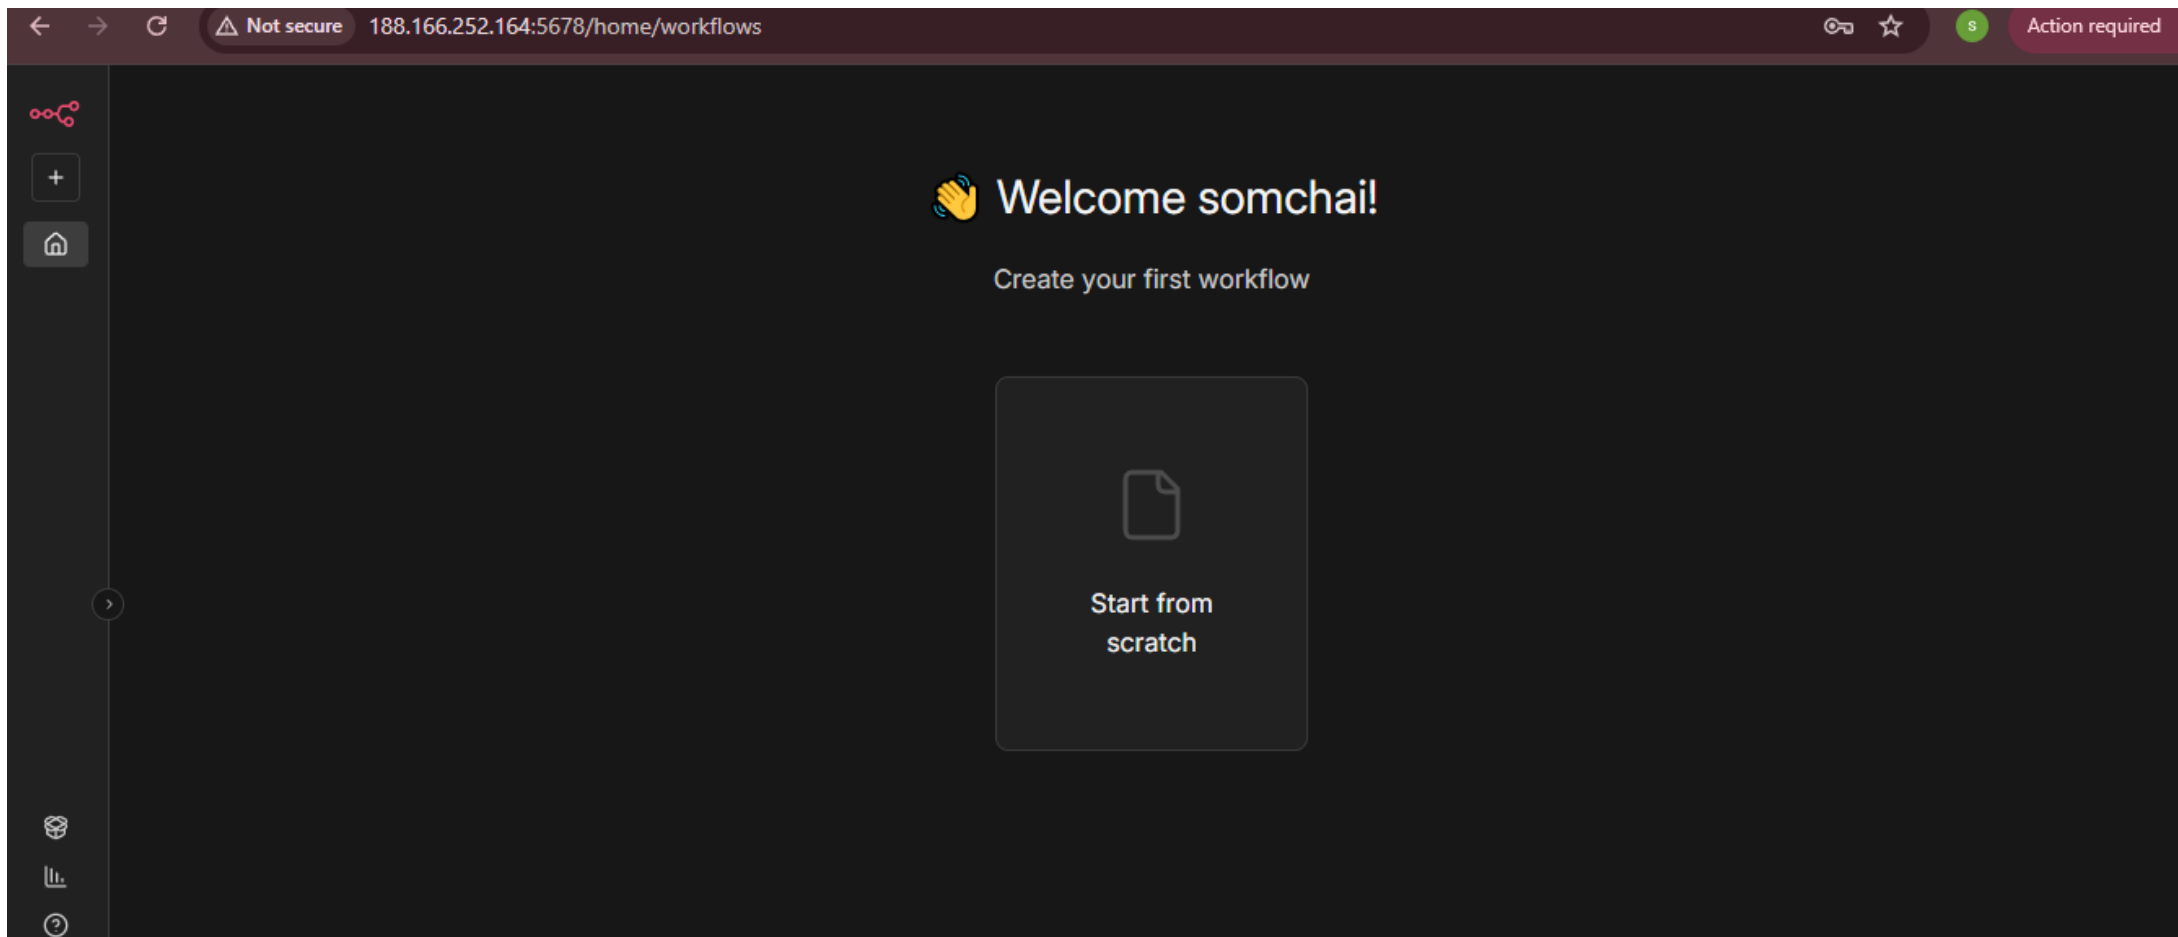 Not secure 188.166.252.164:5678/home/workflows S Action required
👋 Welcome somchai!
Create your first workflow
Start from
scratch